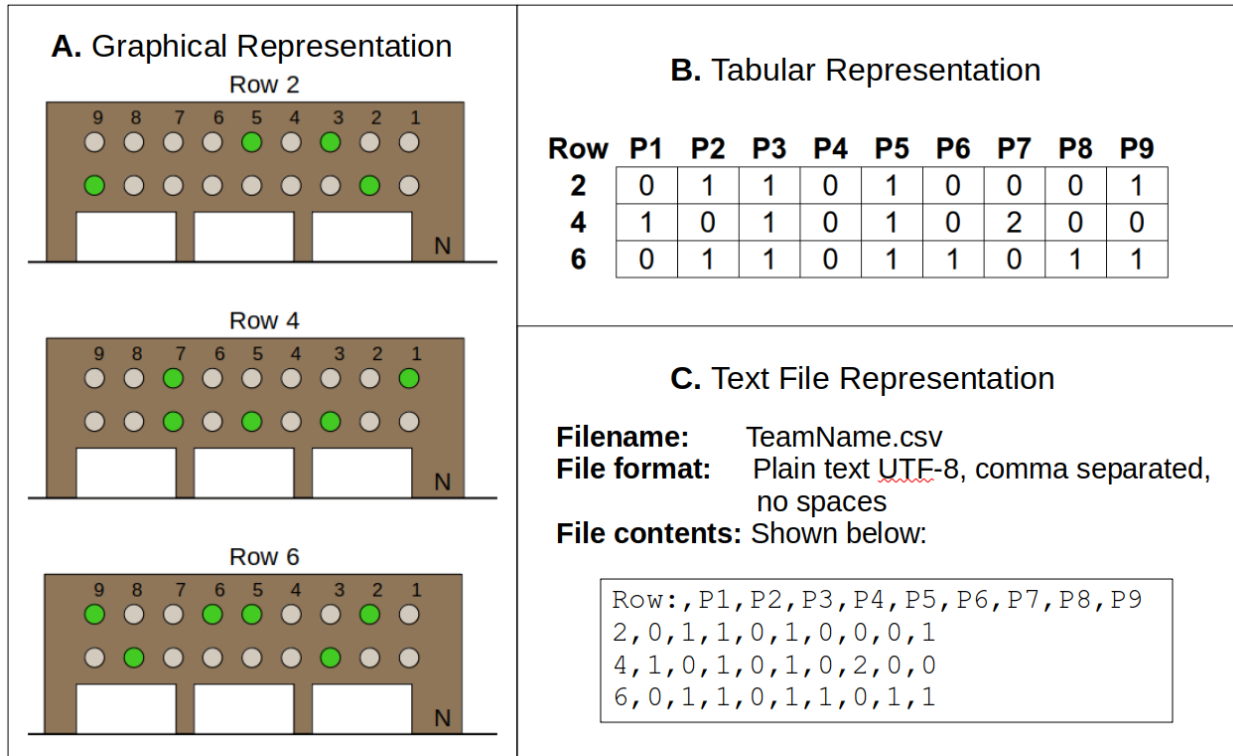 A. Graphical Representation
Row 2
9 8 7 6 5 4 3 2 1
N
Row 4
9 8 7 6 5 4 3 2 1
N
Row 6
9 8 7 6 5 4 3 2 1
N
B. Tabular Representation
Row P1 P2 P3 P4 P5 P6 P7 P8 P9
2 0 1 1 0 1 0 0 0 1
4 1 0 1 0 1 0 2 0 0
6 0 1 1 0 1 1 0 1 1
C. Text File Representation
Filename: TeamName.csv
File format: Plain text UTF-8, comma separated,
no spaces
File contents: Shown below:
Row:,P1,P2,P3,P4,P5,P6,P7,P8,P9
2,0,1,1,0,1,0,0,0,1
4,1,0,1,0,1,0,2,0,0
6,0,1,1,0,1,1,0,1,1